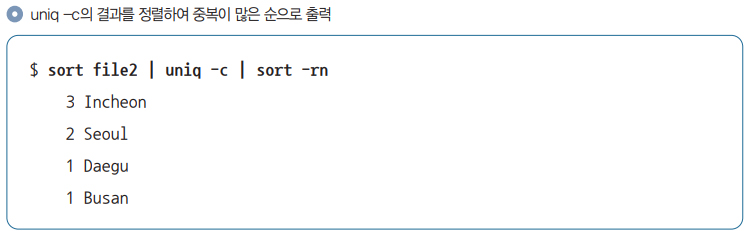 uniq -c의 결과를 정렬하여 중복이 많은 순으로 출력
$ sort file2 | uniq -c | sort -rn
3 Incheon
2 Seoul
1 Daegu
1 Busan